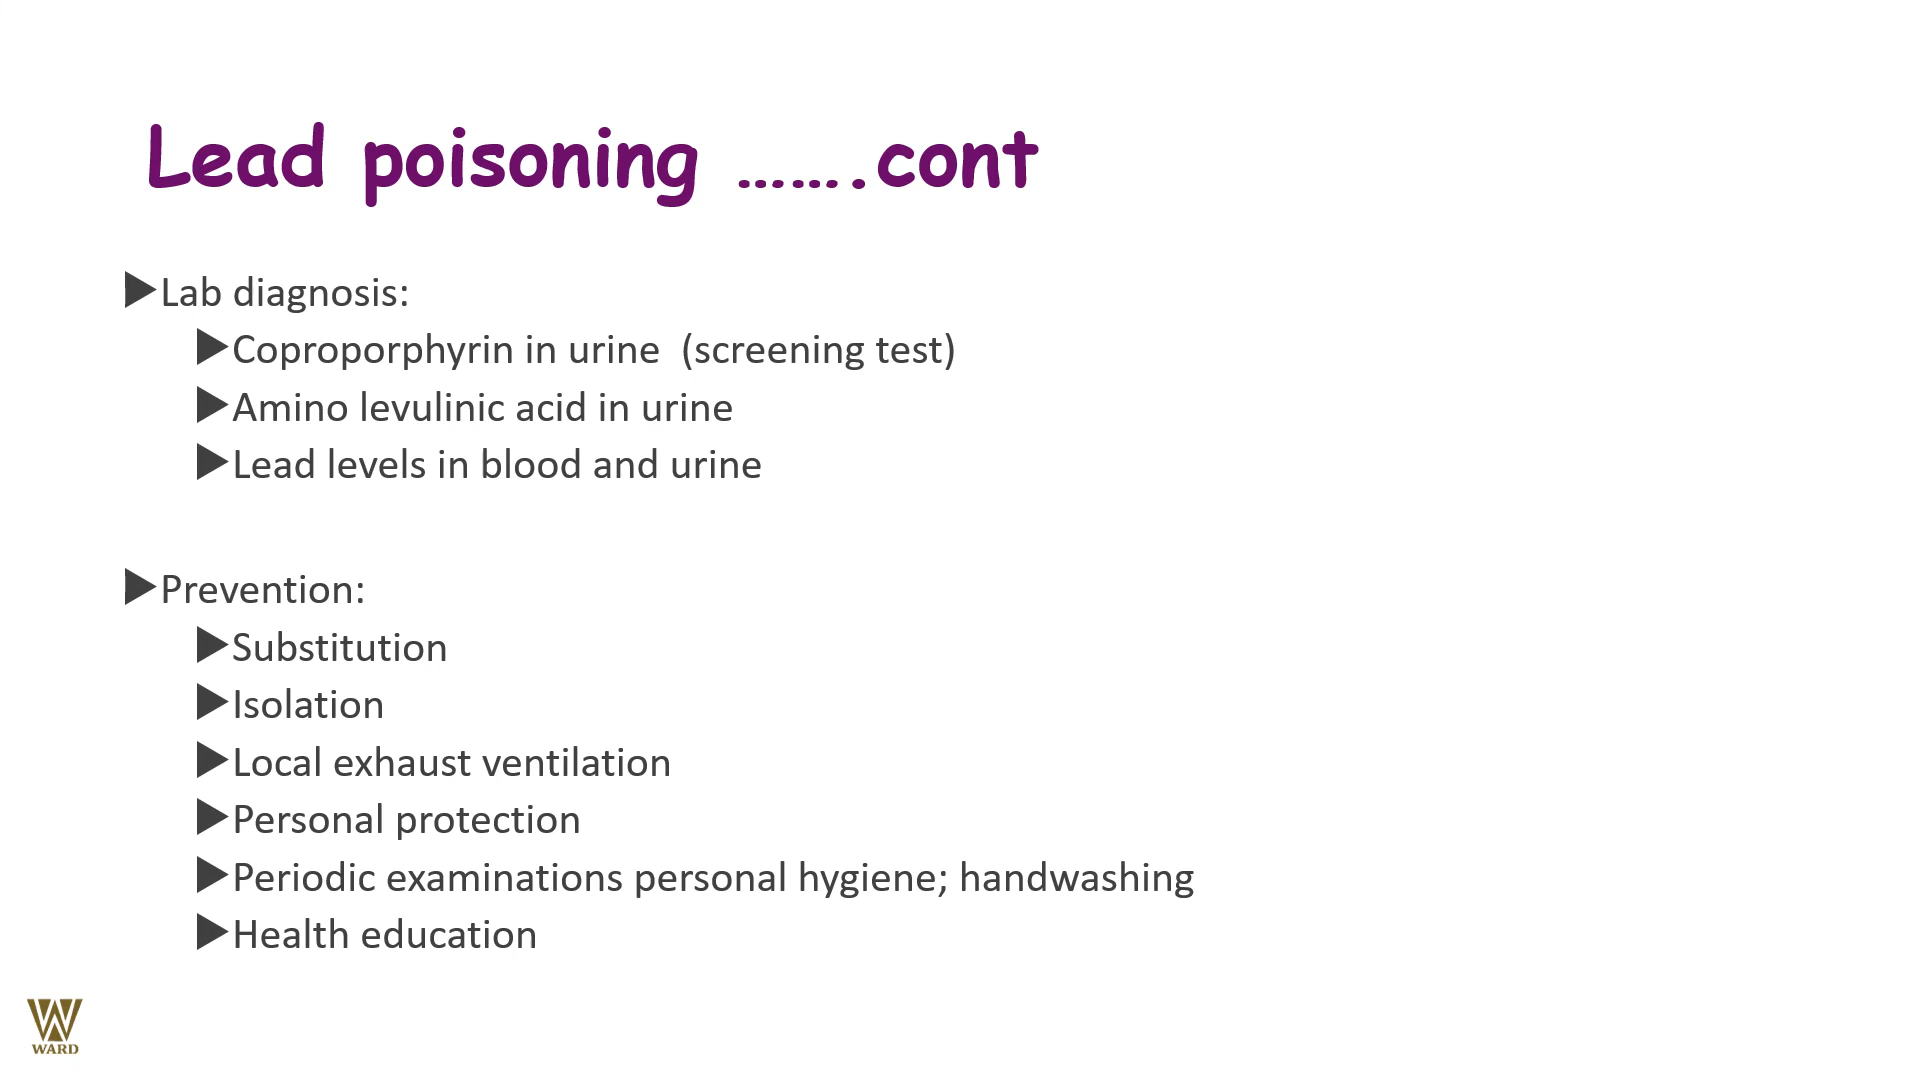 Lead poisoning …….cont
▶Lab diagnosis:
▶Coproporphyrin in urine  (screening test)
▶Amino levulinic acid in urine
▶Lead levels in blood and urine
▶Prevention:
▶Substitution
▶Isolation
▶Local exhaust ventilation
▶Personal protection
▶Periodic examinations personal hygiene; handwashing
▶Health education
WARD